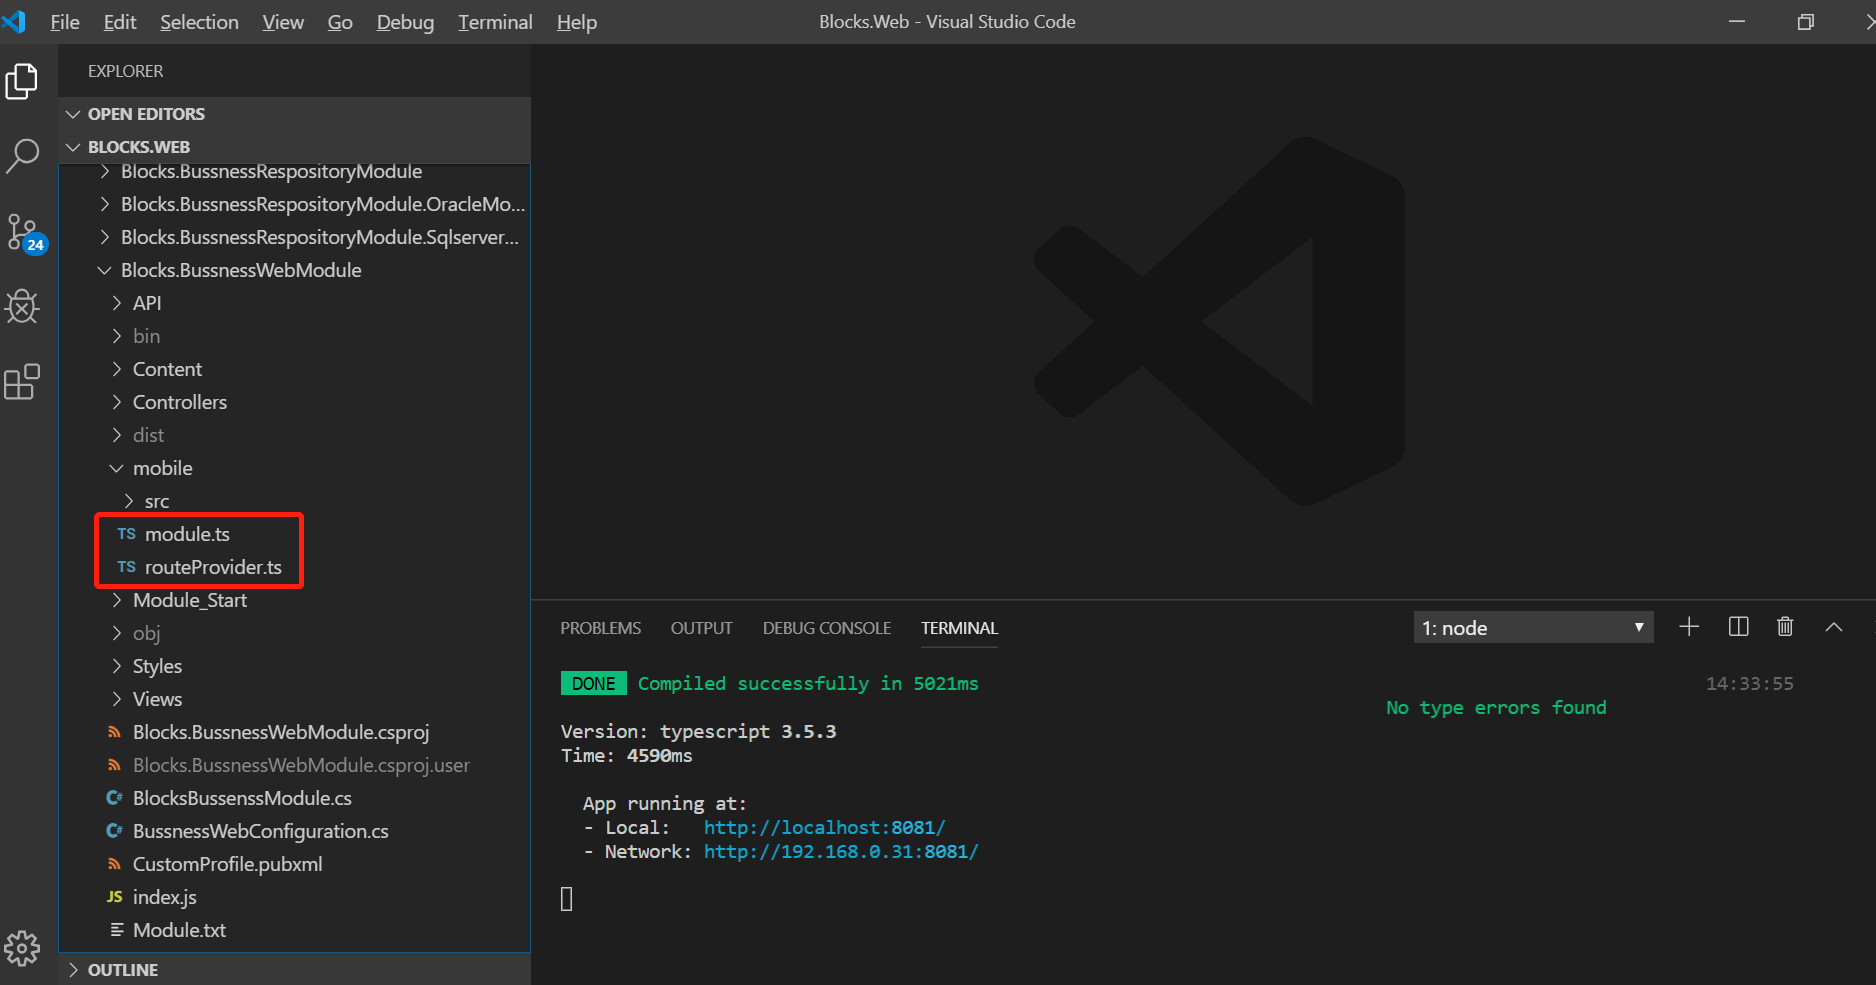 File Edit Selection View Go Debug Terminal Help
Blocks.Web - Visual Studio Code
EXPLORER
OPEN EDITORS
BLOCKS.WEB
Blocks.BussnessRespositoryModule
Blocks.BussnessRespositoryModule.OracleMo...
Blocks.BussnessRespositoryModule.Sqlserver...
Blocks.BussnessWebModule
API
bin
Content
Controllers
dist
mobile
src
TS module.ts
TS routeProvider.ts
Module_Start
obj
Styles
Views
Blocks.BussnessWebModule.csproj
Blocks.BussnessWebModule.csproj.user
C# BlocksBussenssModule.cs
C# BussnessWebConfiguration.cs
CustomProfile.pubxml
JS index.js
Module.txt
OUTLINE
24
PROBLEMS OUTPUT DEBUG CONSOLE TERMINAL
1: node
DONE Compiled successfully in 5021ms 14:33:55
No type errors found
Version: typescript 3.5.3
Time: 4590ms
App running at:
- Local: http://localhost:8081/
- Network: http://192.168.0.31:8081/